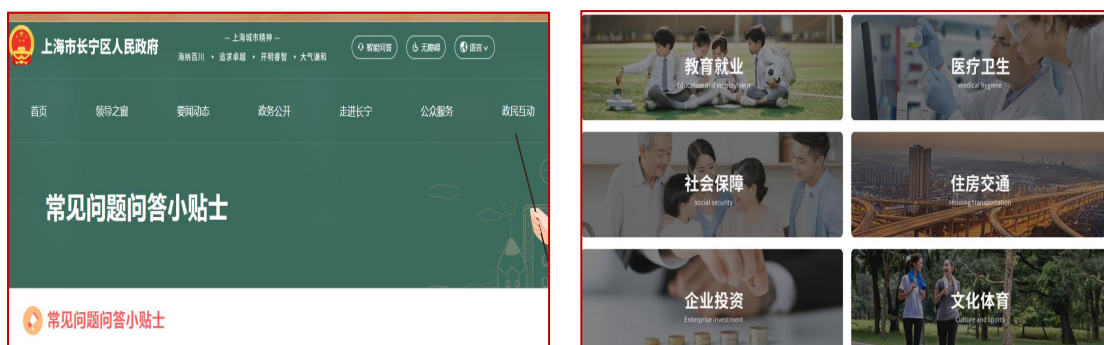 上海市长宁区人民政府
— 上海城市精神 —
海纳百川 • 追求卓越 • 开明睿智 • 大气谦和
智能问答 无障碍 语言
首页 领导之窗 要闻动态 政务公开 走进长宁 公众服务 政民互动
常见问题问答小贴士
常见问题问答小贴士
教育就业
Education and employment
医疗卫生
medical hygiene
社会保障
social security
住房交通
Housing transportation
企业投资
Enterprise investment
文化体育
Culture and sports